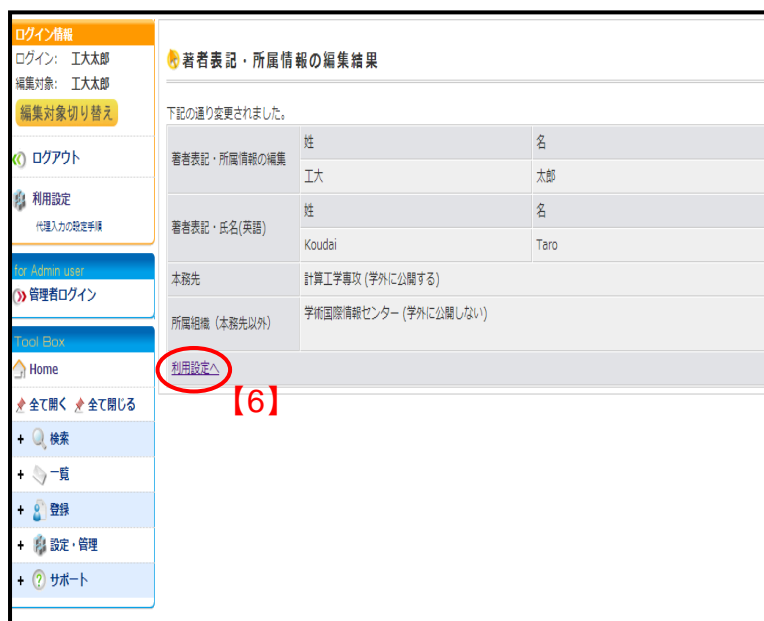 ログイン情報
ログイン: 工大太郎
編集対象: 工大太郎
編集対象切り替え
ログアウト
利用設定
代理入力の設定手順
for Admin user
管理者ログイン
Tool Box
Home
全て開く 全て閉じる
+ 検索
+ 一覧
+ 登録
+ 設定・管理
+ サポート
著者表記・所属情報の編集結果
下記の通り変更されました。
著者表記・所属情報の編集
姓 名
工大 太郎
著者表記・氏名(英語)
姓 名
Koudai Taro
本務先 計算工学専攻 (学外に公開する)
所属組織 (本務先以外) 学術国際情報センター (学外に公開しない)
利用設定へ
【6】